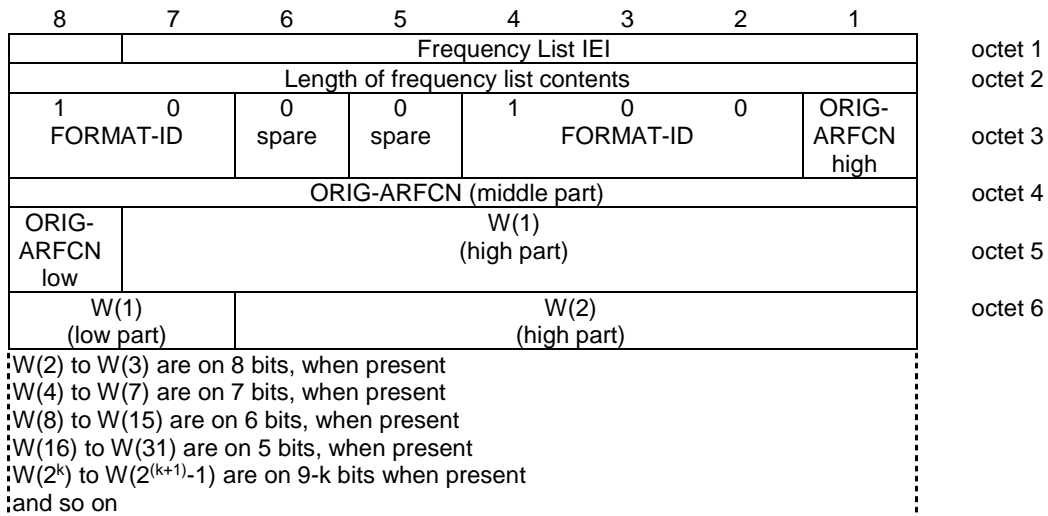 8 7 6 5 4 3 2 1
Frequency List IEI octet 1
Length of frequency list contents octet 2
1 0 0 0 1 0 0 ORIG-
FORMAT-ID spare spare FORMAT-ID ARFCN octet 3
high
ORIG-ARFCN (middle part) octet 4
ORIG- W(1)
ARFCN (high part) octet 5
low
W(1) W(2) octet 6
(low part) (high part)
W(2) to W(3) are on 8 bits, when present
W(4) to W(7) are on 7 bits, when present
W(8) to W(15) are on 6 bits, when present
W(16) to W(31) are on 5 bits, when present
W(2^k) to W(2^(k+1)-1) are on 9-k bits when present
and so on